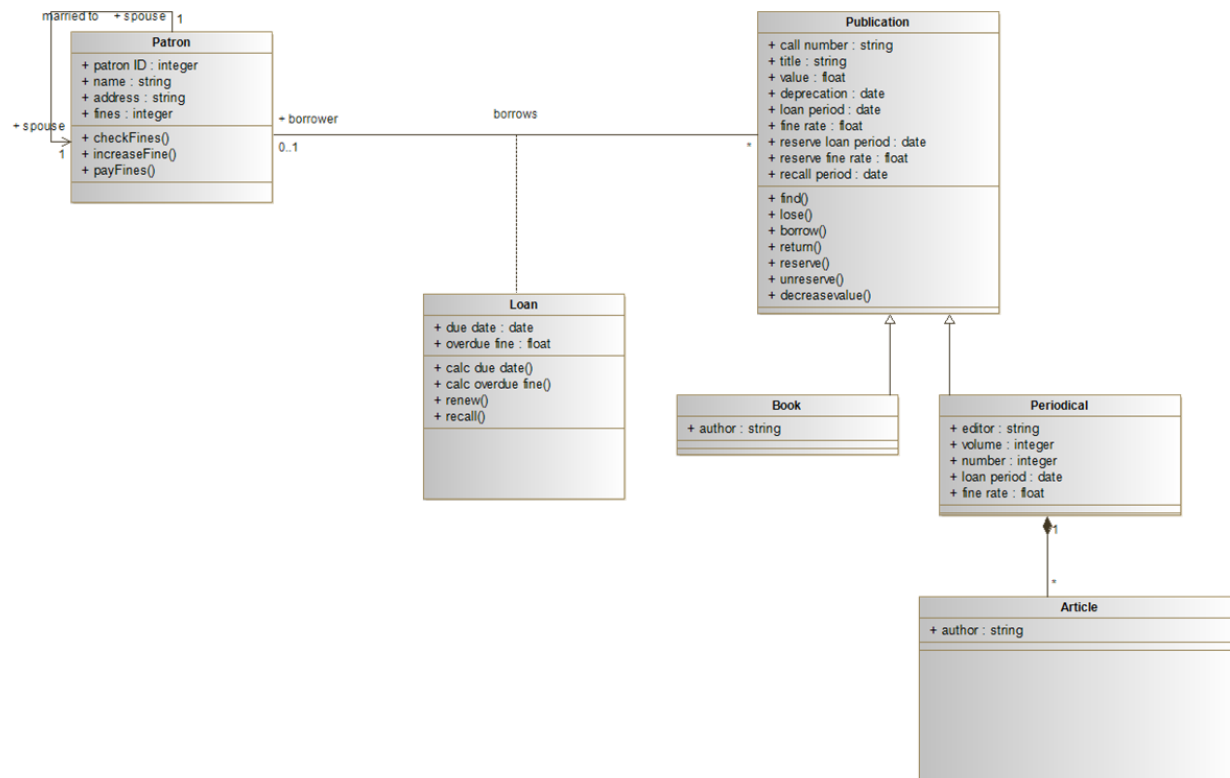 married to + spouse 1
Patron
+ patron ID : integer
+ name : string
+ address : string
+ fines : integer
+ checkFines()
+ increaseFine()
+ payFines()
+ spouse
1
+ borrower
0..1
borrows
*
Publication
+ call number : string
+ title : string
+ value : float
+ deprecation : date
+ loan period : date
+ fine rate : float
+ reserve loan period : date
+ reserve fine rate : float
+ recall period : date
+ find()
+ lose()
+ borrow()
+ return()
+ reserve()
+ unreserve()
+ decreasevalue()
Loan
+ due date : date
+ overdue fine : float
+ calc due date()
+ calc overdue fine()
+ renew()
+ recall()
Book
+ author : string
Periodical
+ editor : string
+ volume : integer
+ number : integer
+ loan period : date
+ fine rate : float
1
*
Article
+ author : string